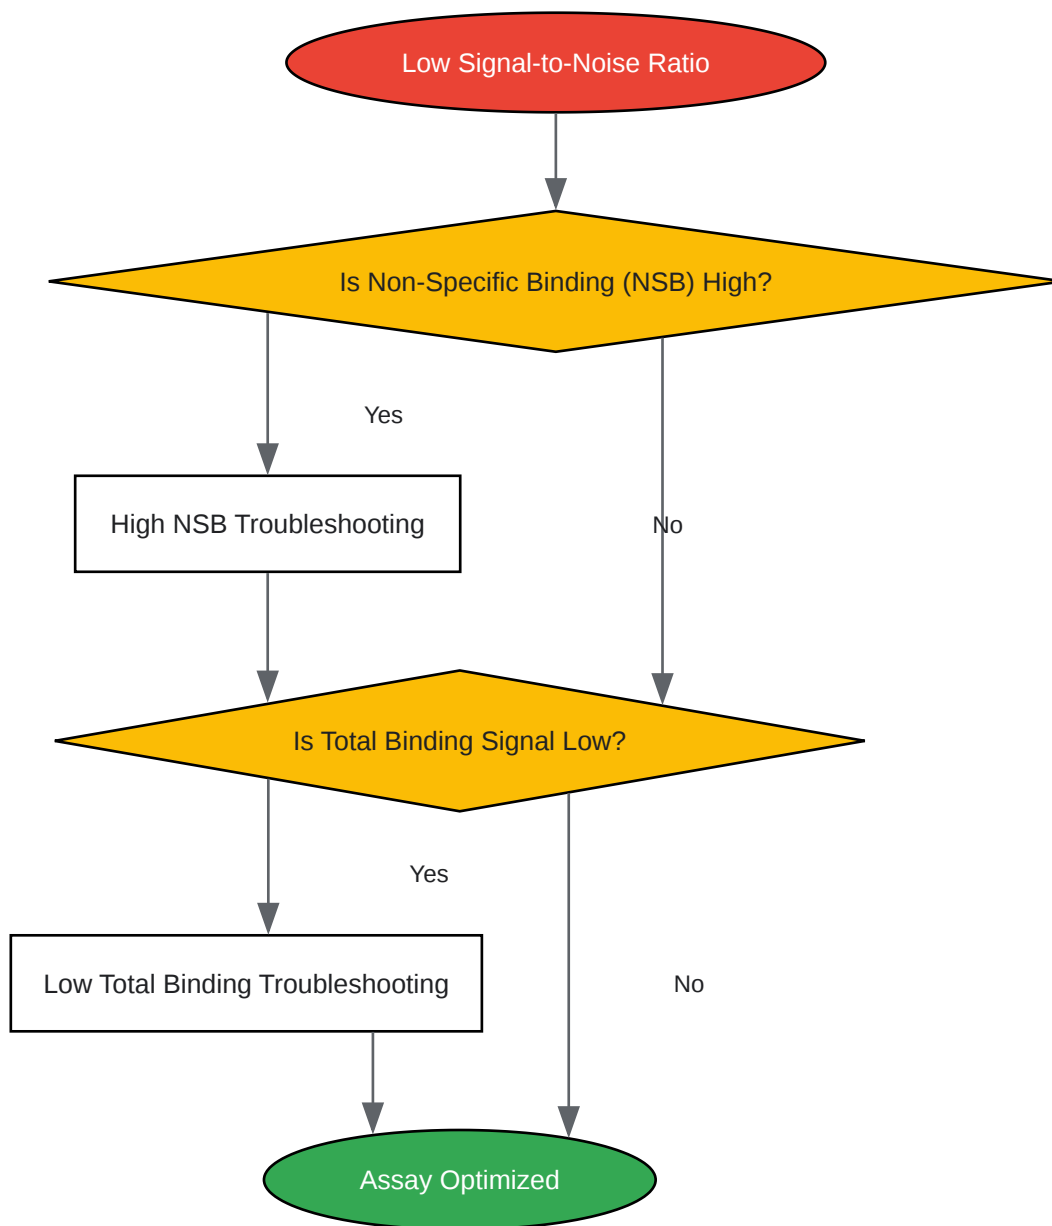 Low Signal-to-Noise Ratio
Is Non-Specific Binding (NSB) High?
Yes
High NSB Troubleshooting
No
Is Total Binding Signal Low?
Yes
Low Total Binding Troubleshooting
No
Assay Optimized